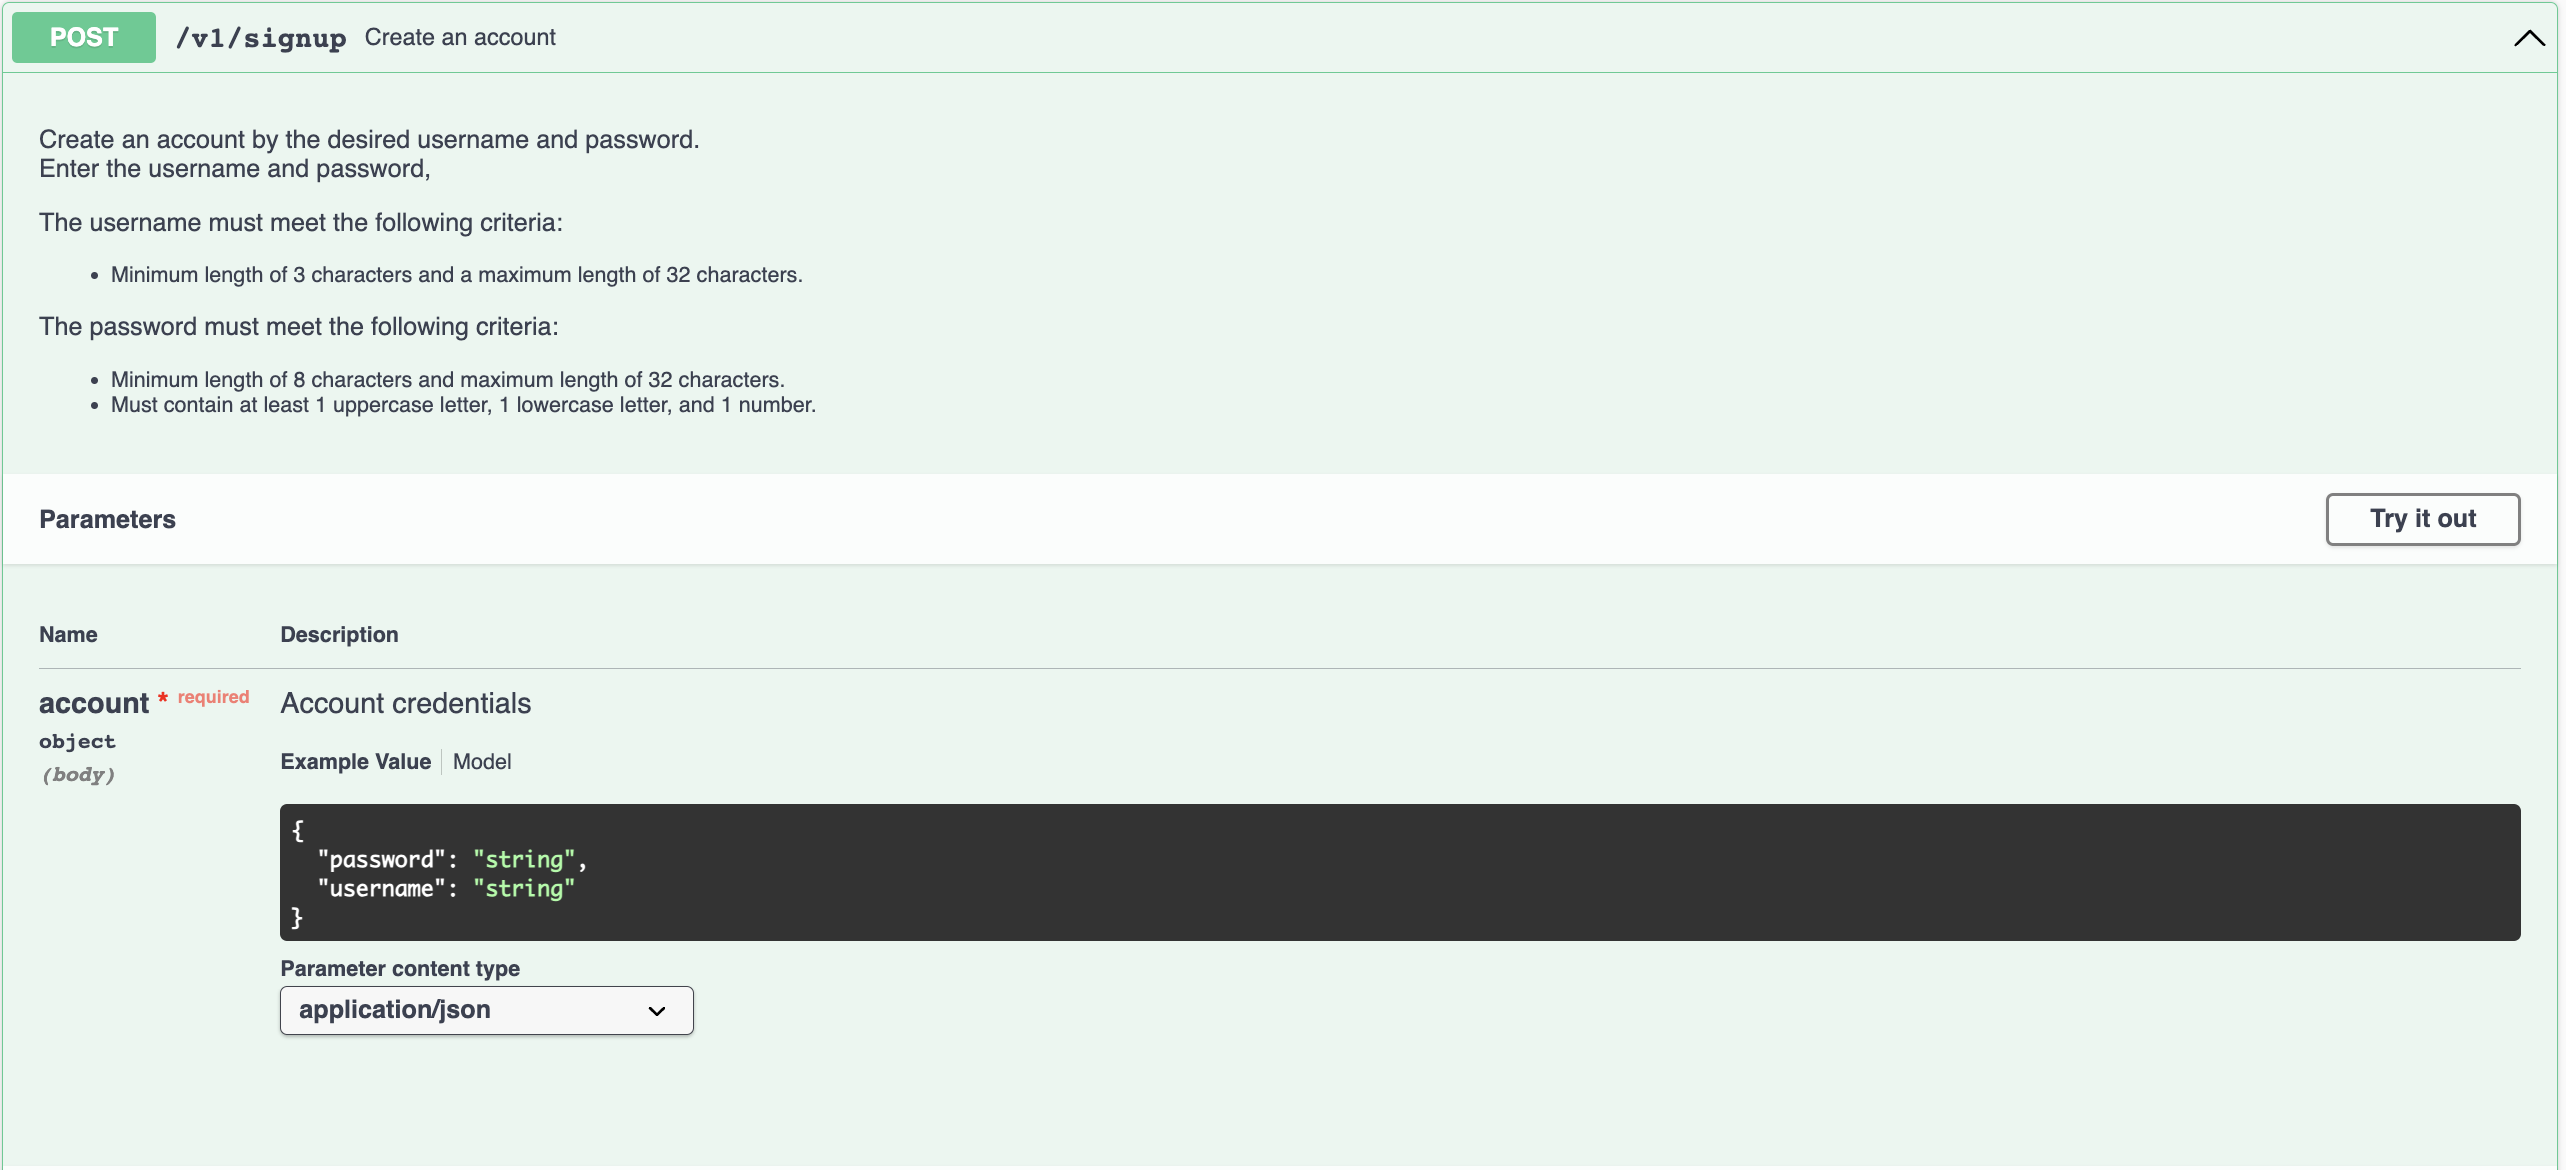 POST /v1/signup Create an account
Create an account by the desired username and password.
Enter the username and password,
The username must meet the following criteria:
• Minimum length of 3 characters and a maximum length of 32 characters.
The password must meet the following criteria:
• Minimum length of 8 characters and maximum length of 32 characters.
• Must contain at least 1 uppercase letter, 1 lowercase letter, and 1 number.
Parameters Try it out
Name Description
account * required Account credentials
object
(body)
Example Value Model
{
"password": "string",
"username": "string"
}
Parameter content type
application/json